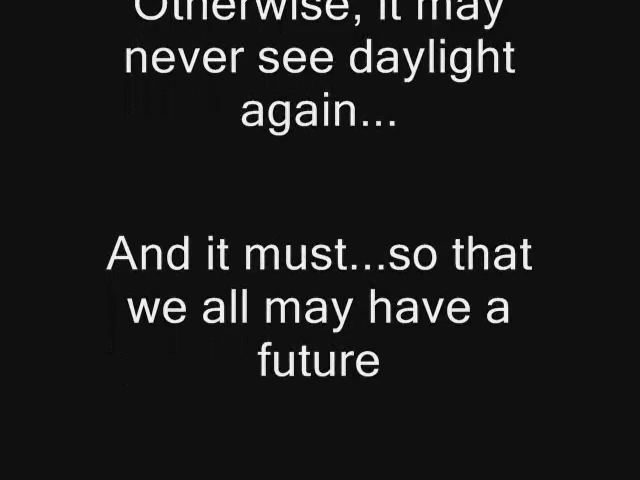 Otherwise, it may
never see daylight
again...
And it must...so that
we all may have a
future